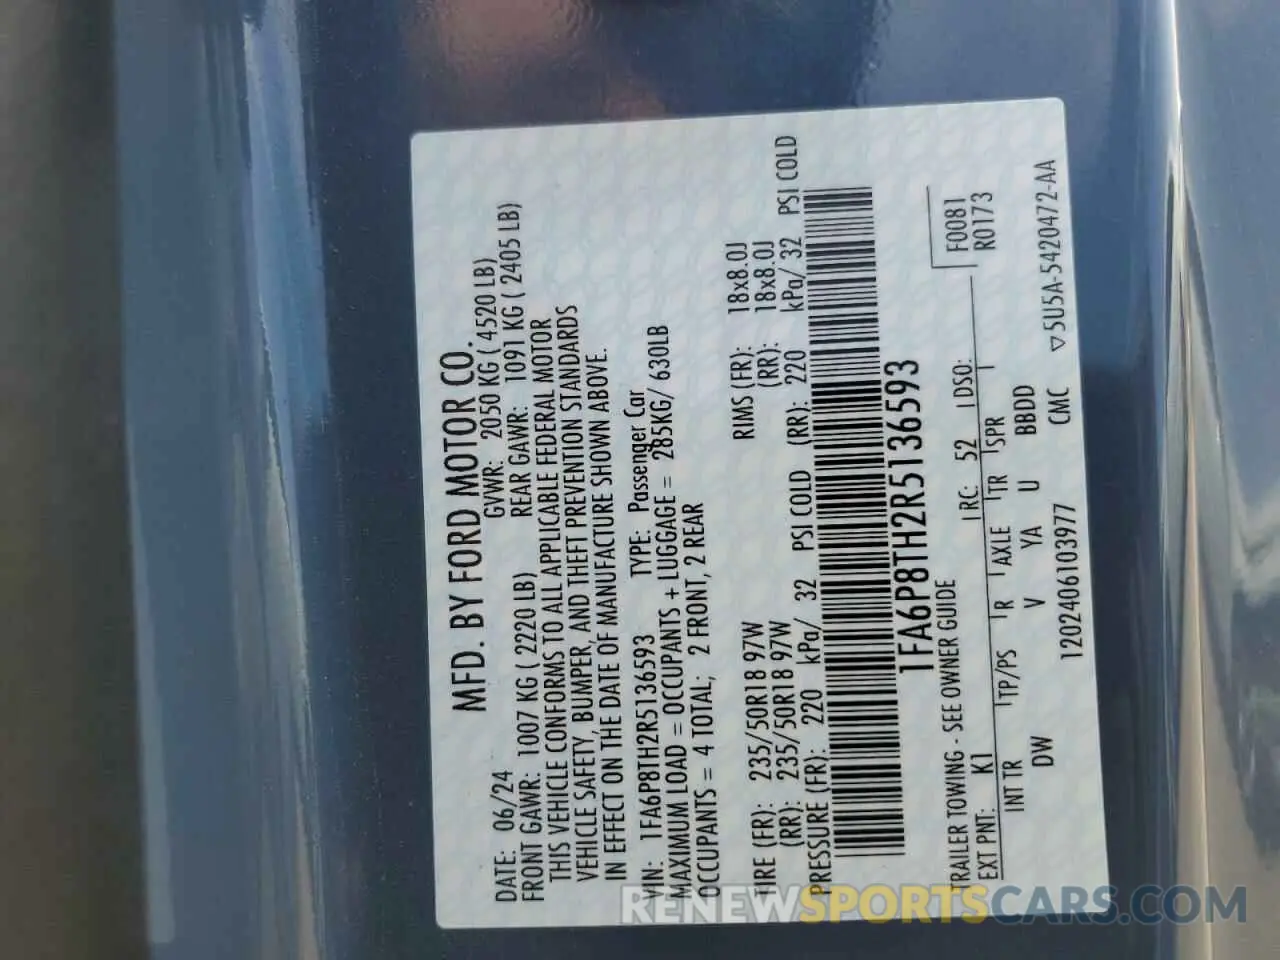 MFD. BY FORD MOTOR CO.
DATE: 06/24 GVWR: 2050 KG ( 4520 LB)
FRONT GAWR: 1007 KG ( 2220 LB) REAR GAWR: 1091 KG ( 2405 LB)
THIS VEHICLE CONFORMS TO ALL APPLICABLE FEDERAL MOTOR
VEHICLE SAFETY, BUMPER, AND THEFT PREVENTION STANDARDS
IN EFFECT ON THE DATE OF MANUFACTURE SHOWN ABOVE.
VIN: 1FA6P8TH2R5136593 TYPE: Passenger Car
MAXIMUM LOAD = OCCUPANTS + LUGGAGE = 285KG/ 630LB
OCCUPANTS = 4 TOTAL; 2 FRONT, 2 REAR
TIRE (FR): 235/50R18 97W RIMS (FR): 18x8.0J
(RR): 235/50R18 97W (RR): 18x8.0J
PRESSURE (FR): 220 kPa/ 32 PSI COLD (RR): 220 kPa/ 32 PSI COLD
1FA6P8TH2R5136593
TRAILER TOWING - SEE OWNER GUIDE
F0081
R0173
EXT PNT: K1 RC: 52 DSO:
INT TR TP/PS R AXLE TR SPR
DW V YA U BBDD
1202406103977 CMC ▽5U5A-5420472-AA
RENEWSPORTSCARS.COM